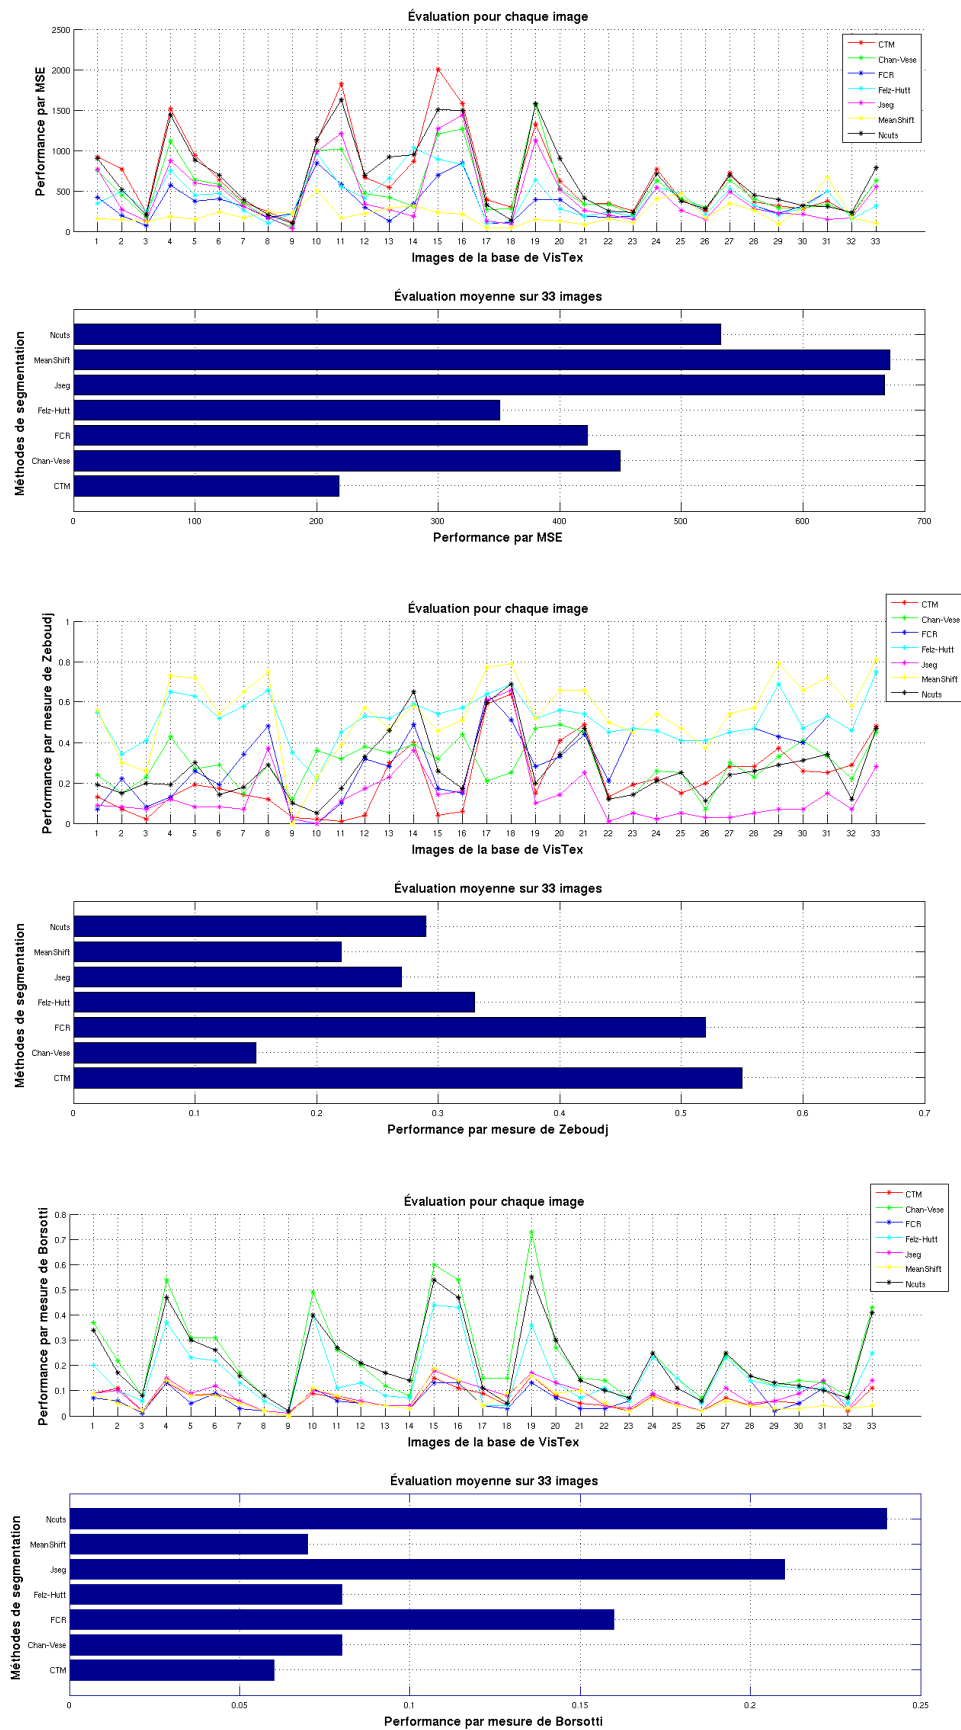 Évaluation pour chaque image
Performance par MSE
2500
2000
1500
1000
500
0
CTM
Chan-Vese
FCR
Felz-Hutt
Jseg
MeanShift
Ncuts
1 2 3 4 5 6 7 8 9 10 11 12 13 14 15 16 17 18 19 20 21 22 23 24 25 26 27 28 29 30 31 32 33
Images de la base de VisTex
Évaluation moyenne sur 33 images
Méthodes de segmentation
Ncuts
MeanShift
Jseg
Felz-Hutt
FCR
Chan-Vese
CTM
0 100 200 300 400 500 600 700
Performance par MSE
Évaluation pour chaque image
Performance par mesure de Zeboudj
1
0.8
0.6
0.4
0.2
0
CTM
Chan-Vese
FCR
Felz-Hutt
Jseg
MeanShift
Ncuts
1 2 3 4 5 6 7 8 9 10 11 12 13 14 15 16 17 18 19 20 21 22 23 24 25 26 27 28 29 30 31 32 33
Images de la base de VisTex
Évaluation moyenne sur 33 images
Méthodes de segmentation
Ncuts
MeanShift
Jseg
Felz-Hutt
FCR
Chan-Vese
CTM
0 0.1 0.2 0.3 0.4 0.5 0.6 0.7
Performance par mesure de Zeboudj
Évaluation pour chaque image
Performance par mesure de Borsotti
0.8
0.7
0.6
0.5
0.4
0.3
0.2
0.1
0
CTM
Chan-Vese
FCR
Felz-Hutt
Jseg
MeanShift
Ncuts
1 2 3 4 5 6 7 8 9 10 11 12 13 14 15 16 17 18 19 20 21 22 23 24 25 26 27 28 29 30 31 32 33
Images de la base de VisTex
Évaluation moyenne sur 33 images
Méthodes de segmentation
Ncuts
MeanShift
Jseg
Felz-Hutt
FCR
Chan-Vese
CTM
0 0.05 0.1 0.15 0.2 0.25
Performance par mesure de Borsotti